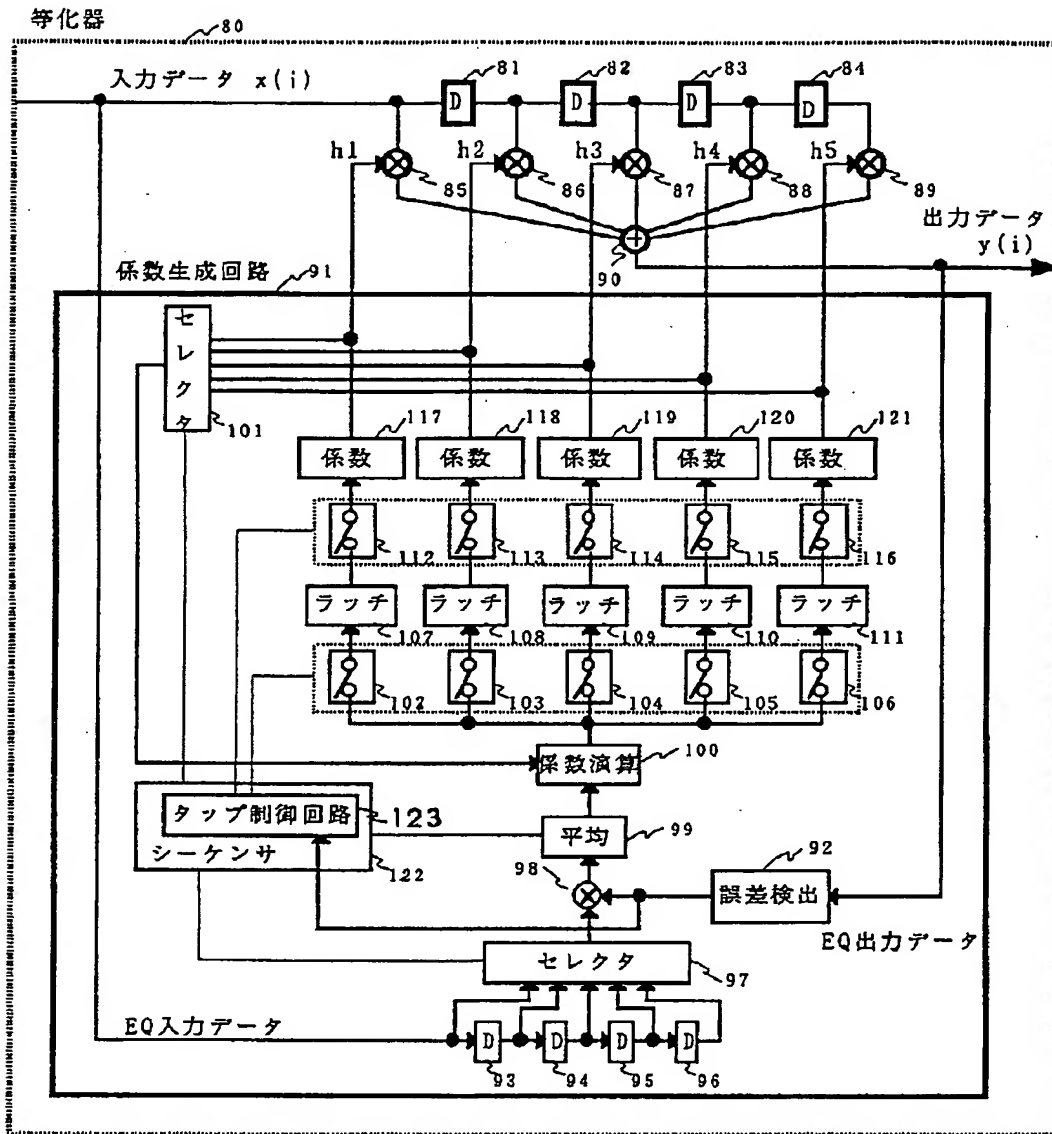 等化器
80
入力データ x(i)
81
82
83
84
D
D
D
D
h1
h2
h3
h4
h5
85
86
87
88
89
出力データ
y(i)
90
係数生成回路
91
セレクタ
101
117
118
119
120
121
係数
係数
係数
係数
係数
112
113
114
115
116
ラッチ
ラッチ
ラッチ
ラッチ
ラッチ
107
108
109
110
111
102
103
104
105
106
係数演算
100
タップ制御回路
123
シーケンサ
122
平均
99
98
92
誤差検出
EQ出力データ
セレクタ
97
EQ入力データ
D
D
D
D
93
94
95
96